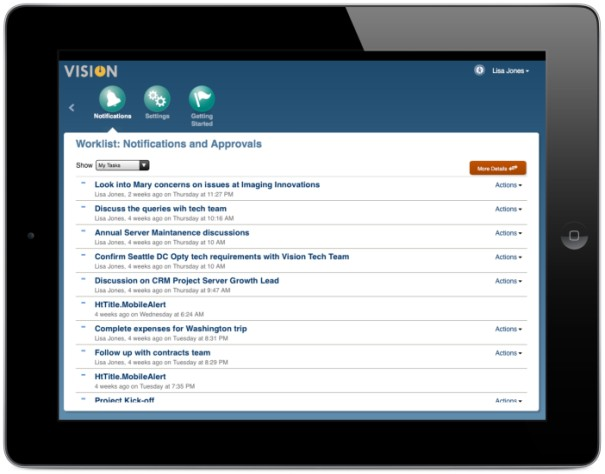 VISION
Lisa Jones
Notifications
Settings
Getting
Started
Worklist: Notifications and Approvals
Show My Tasks
More Details
Look into Mary concerns on issues at Imaging Innovations
Actions
Lisa Jones, 2 weeks ago on Thursday at 11:27 PM
Discuss the queries wih tech team
Actions
Lisa Jones, 4 weeks ago on Thursday at 10:16 AM
Annual Server Maintanence discussions
Actions
Lisa Jones, 4 weeks ago on Thursday at 10 AM
Confirm Seattle DC Opty tech requirements with Vision Tech Team
Actions
Lisa Jones, 4 weeks ago on Thursday at 10 AM
Discussion on CRM Project Server Growth Lead
Actions
Lisa Jones, 4 weeks ago on Thursday at 9:47 AM
HtTitle.MobileAlert
4 weeks ago on Wednesday at 6:24 AM
Complete expenses for Washington trip
Actions
Lisa Jones, 4 weeks ago on Tuesday at 8:31 PM
Follow up with contracts team
Actions
Lisa Jones, 4 weeks ago on Tuesday at 8:29 PM
HtTitle.MobileAlert
4 weeks ago on Tuesday at 7:35 PM
Project Kick-off
Actions